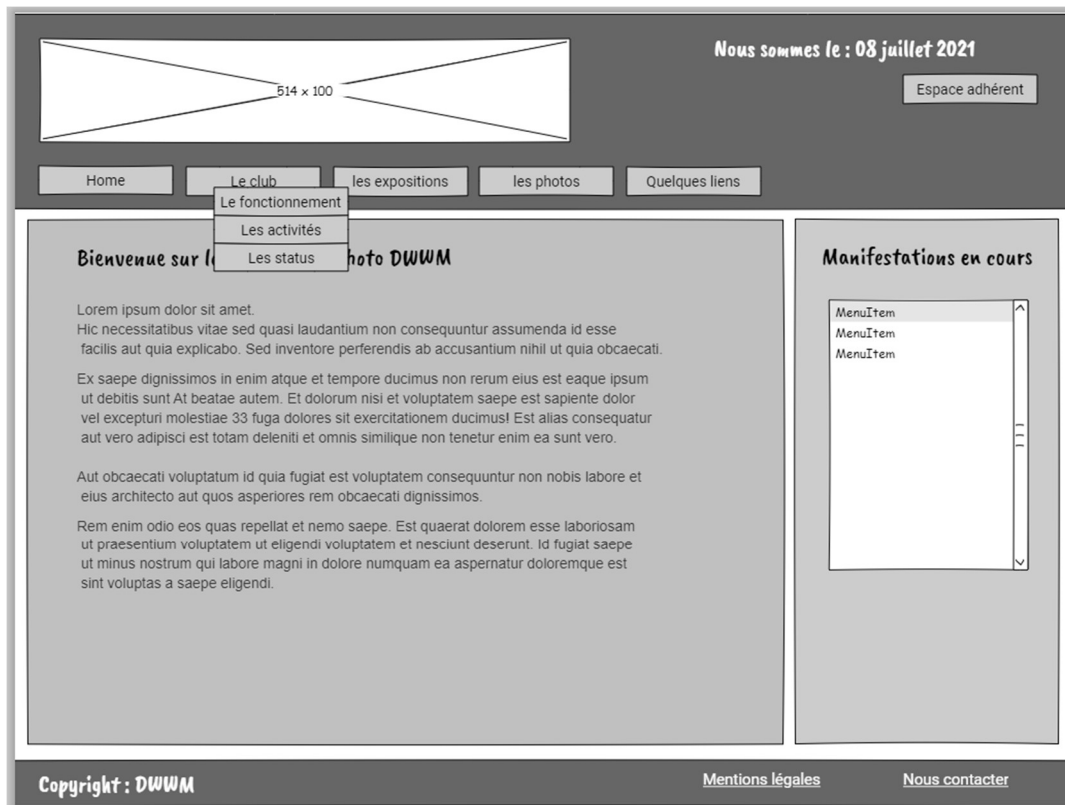 514 x 100
Nous sommes le : 08 juillet 2021
Espace adhérent
Home
Le club
les expositions
les photos
Quelques liens
Le fonctionnement
Les activités
Les status
Bienvenue sur hoto DWWM
Lorem ipsum dolor sit amet.
Hic necessitatibus vitae sed quasi laudantium non consequuntur assumenda id esse
facilis aut quia explicabo. Sed inventore perferendis ab accusantium nihil ut quia obcaecati.
Ex saepe dignissimos in enim atque et tempore ducimus non rerum eius est eaque ipsum
ut debitis sunt At beatae autem. Et dolorum nisi et voluptatem saepe est sapiente dolor
vel excepturi molestiae 33 fuga dolores sit exercitationem ducimus! Est alias consequatur
aut vero adipisci est totam deleniti et omnis similique non tenetur enim ea sunt vero.
Aut obcaecati voluptatum id quia fugiat est voluptatem consequuntur non nobis labore et
eius architecto aut quos asperiores rem obcaecati dignissimos.
Rem enim odio eos quas repellat et nemo saepe. Est quaerat dolorem esse laboriosam
ut praesentium voluptatem ut eligendi voluptatem et nesciunt deserunt. Id fugiat saepe
ut minus nostrum qui labore magni in dolore numquam ea aspernatur doloremque est
sint voluptas a saepe eligendi.
Manifestations en cours
MenuItem
MenuItem
MenuItem
Copyright : DWWM
Mentions légales
Nous contacter